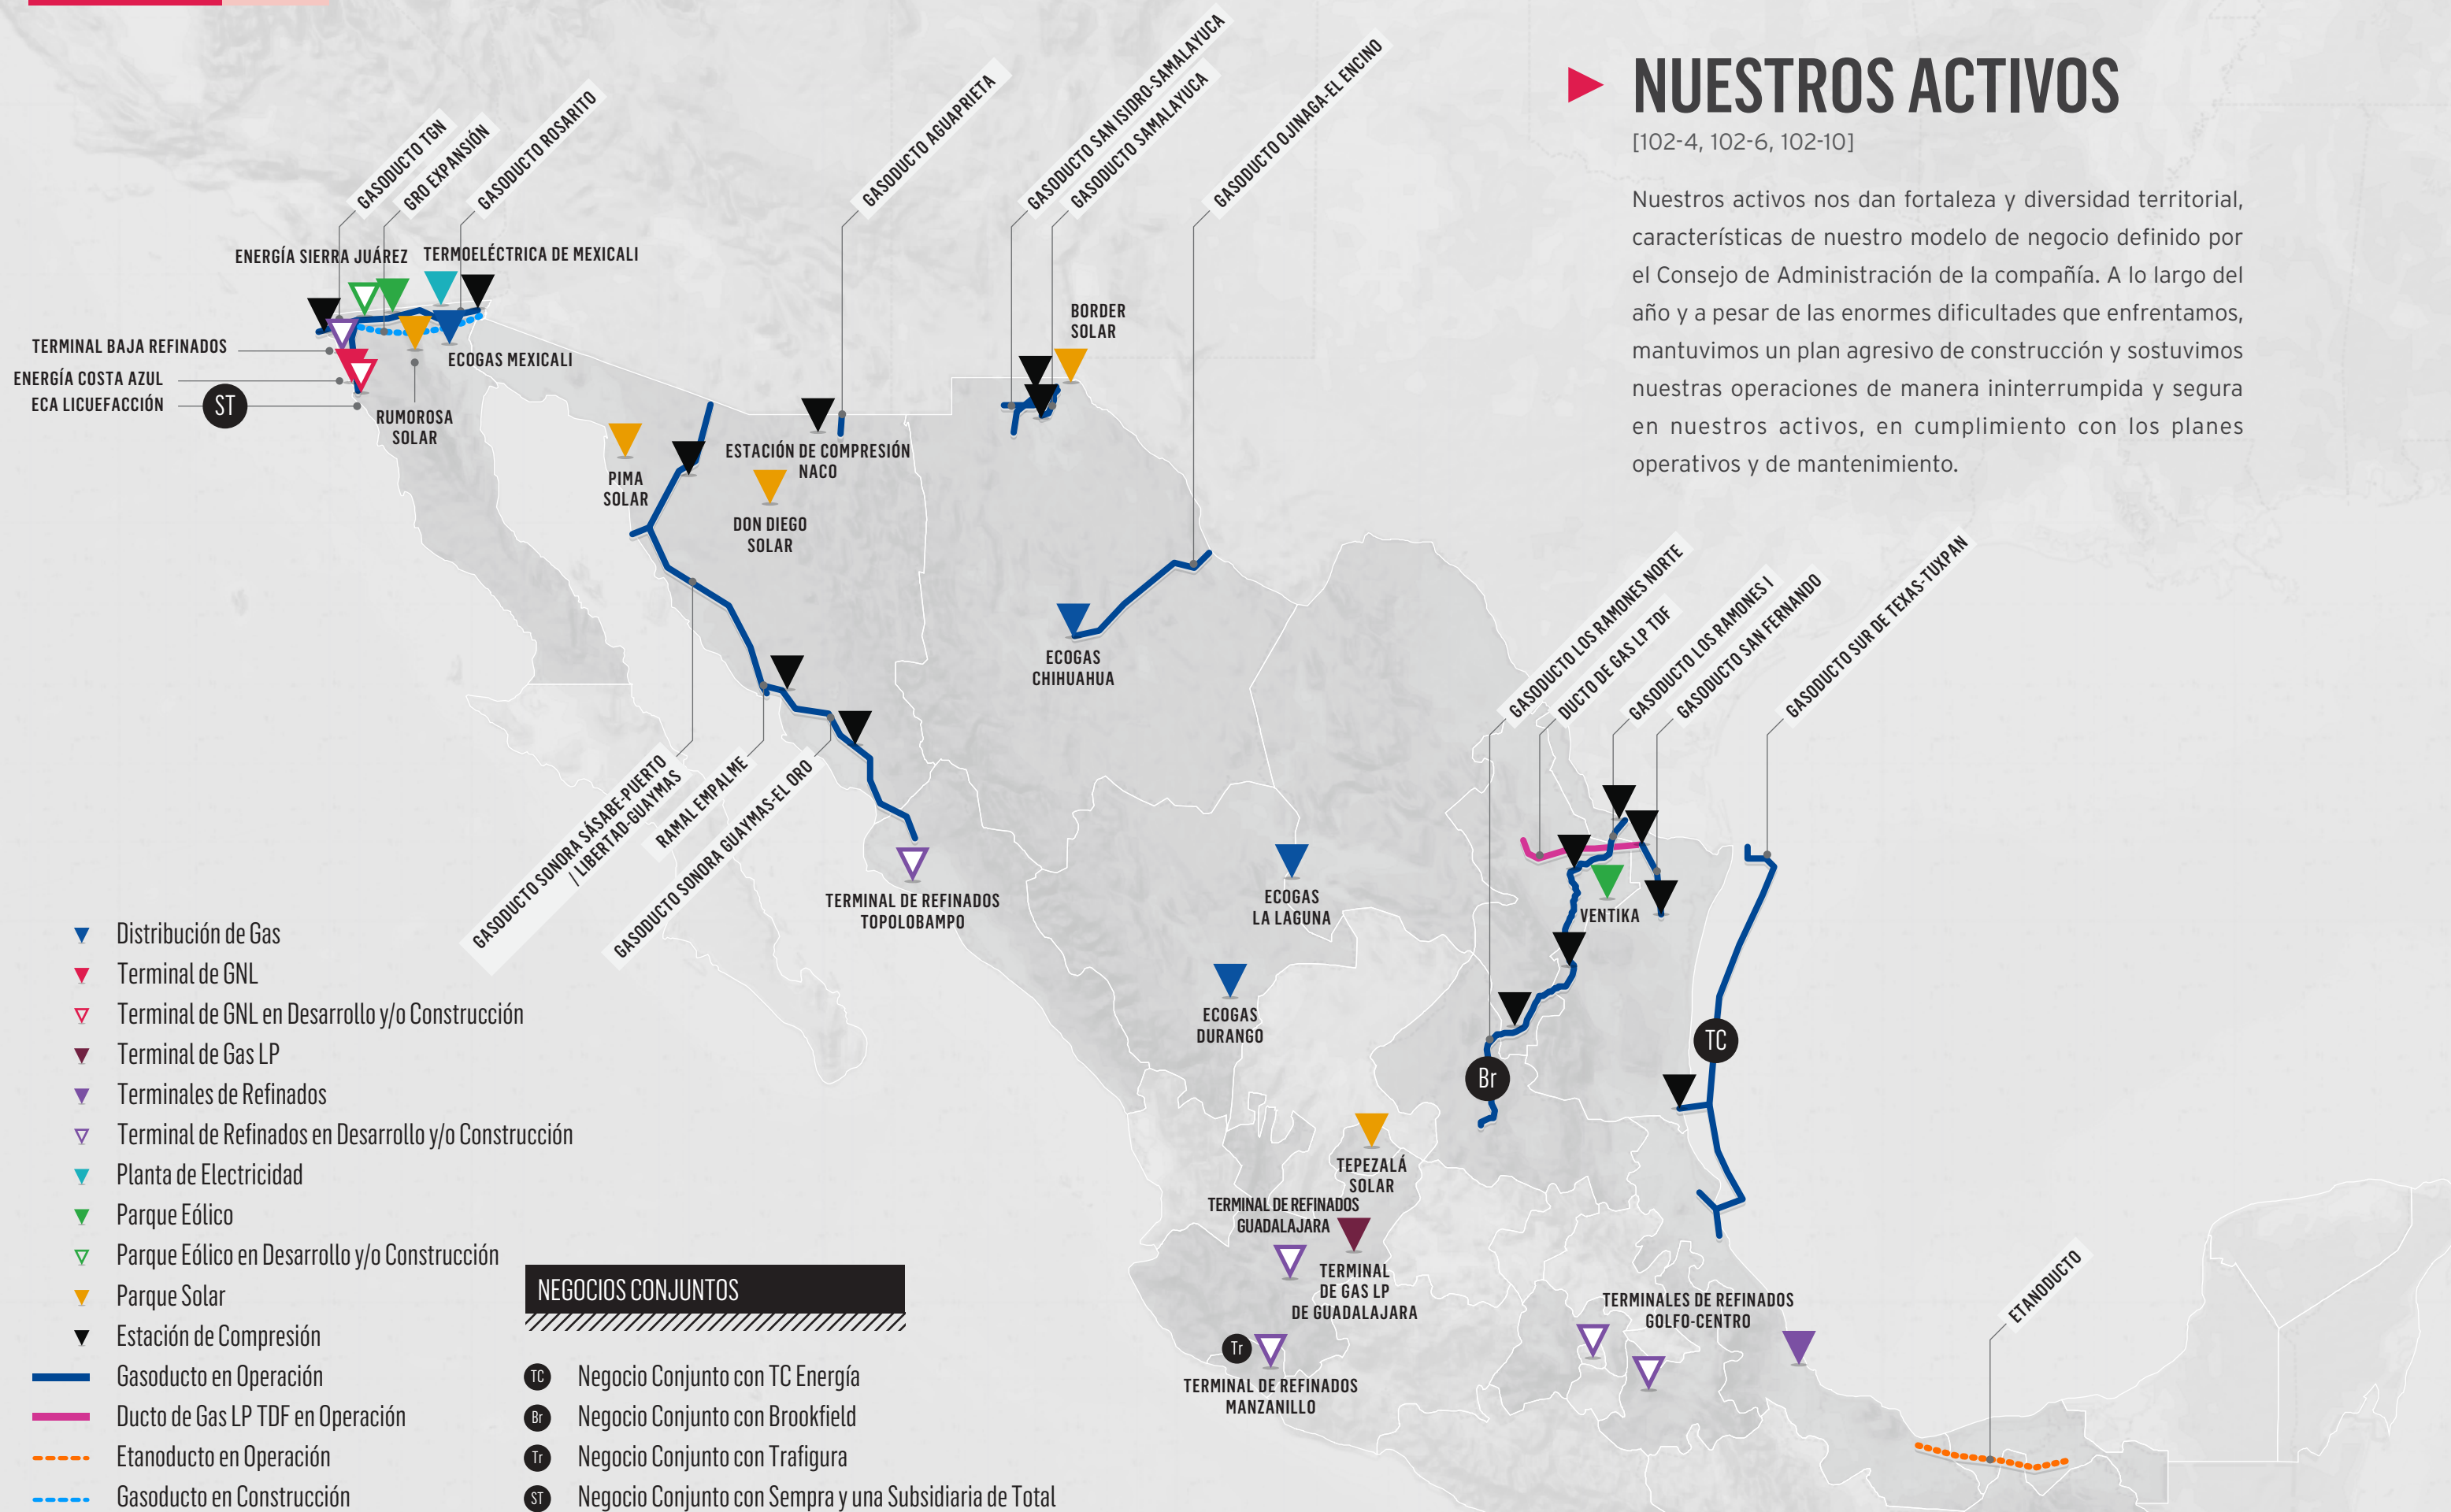 NUESTROS ACTIVOS
[102-4, 102-6, 102-10]
Nuestros activos nos dan fortaleza y diversidad territorial,
características de nuestro modelo de negocio definido por
el Consejo de Administración de la compañía. A lo largo del
año y a pesar de las enormes dificultades que enfrentamos,
mantuvimos un plan agresivo de construcción y sostuvimos
nuestras operaciones de manera ininterrumpida y segura
en nuestros activos, en cumplimiento con los planes
operativos y de mantenimiento.
GASODUCTO TGN
GRO EXPANSIÓN
GASODUCTO ROSARITO
GASODUCTO AGUAPRIETA
GASODUCTO SAN ISIDRO-SAMALAYUCA
GASODUCTO SAMALAYUCA
GASODUCTO OJINAGA-EL ENCINO
ENERGÍA SIERRA JUÁREZ
TERMOELÉCTRICA DE MEXICALI
TERMINAL BAJA REFINADOS
ENERGÍA COSTA AZUL
ECA LICUEFACCIÓN
ST
ECOGAS MEXICALI
RUMOROSA
SOLAR
BORDER
SOLAR
PIMA
SOLAR
ESTACIÓN DE COMPRESIÓN
NACO
DON DIEGO
SOLAR
ECOGAS
CHIHUAHUA
GASODUCTO LOS RAMONES NORTE
DUCTO DE GAS LP TDF
GASODUCTO LOS RAMONES I
GASODUCTO SAN FERNANDO
GASODUCTO SUR DE TEXAS-TUXPAN
GASODUCTO SONORA SÁSABE-PUERTO
/ LIBERTAD-GUAYMAS
RAMAL EMPALME
GASODUCTO SONORA GUAYMAS-EL ORO
TERMINAL DE REFINADOS
TOPOLOBAMPO
ECOGAS
LA LAGUNA
VENTIKA
ECOGAS
DURANGO
TC
Br
TEPEZALÁ
SOLAR
TERMINAL DE REFINADOS
GUADALAJARA
TERMINAL
DE GAS LP
DE GUADALAJARA
Tr
TERMINAL DE REFINADOS
MANZANILLO
TERMINALES DE REFINADOS
GOLFO-CENTRO
ETANODUCTO
Distribución de Gas
Terminal de GNL
Terminal de GNL en Desarrollo y/o Construcción
Terminal de Gas LP
Terminales de Refinados
Terminal de Refinados en Desarrollo y/o Construcción
Planta de Electricidad
Parque Eólico
Parque Eólico en Desarrollo y/o Construcción
Parque Solar
Estación de Compresión
Gasoducto en Operación
Ducto de Gas LP TDF en Operación
Etanoducto en Operación
Gasoducto en Construcción
NEGOCIOS CONJUNTOS
TC Negocio Conjunto con TC Energía
Br Negocio Conjunto con Brookfield
Tr Negocio Conjunto con Trafigura
ST Negocio Conjunto con Sempra y una Subsidiaria de Total